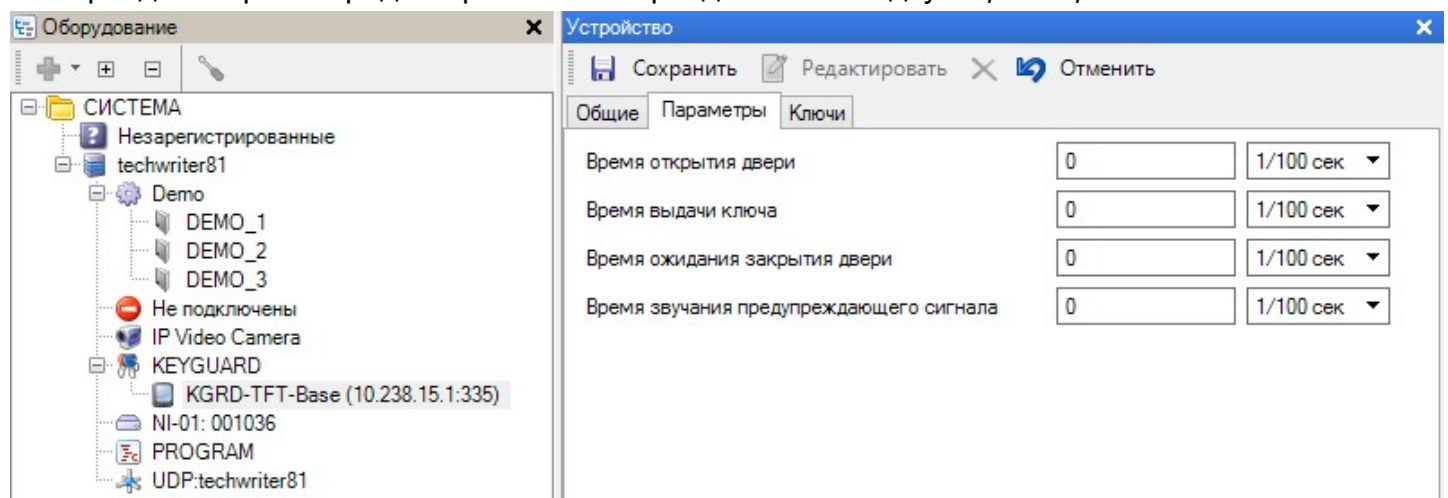 Оборудование
СИСТЕМА
Незарегистрированные
techwriter81
Demo
DEMO_1
DEMO_2
DEMO_3
Не подключены
IP Video Camera
KEYGUARD
KGRD-TFT-Base (10.238.15.1:335)
NI-01: 001036
PROGRAM
UDP:techwriter81
Устройство
Сохранить Редактировать Отменить
Общие Параметры Ключи
Время открытия двери 0 1/100 сек
Время выдачи ключа 0 1/100 сек
Время ожидания закрытия двери 0 1/100 сек
Время звучания предупреждающего сигнала 0 1/100 сек